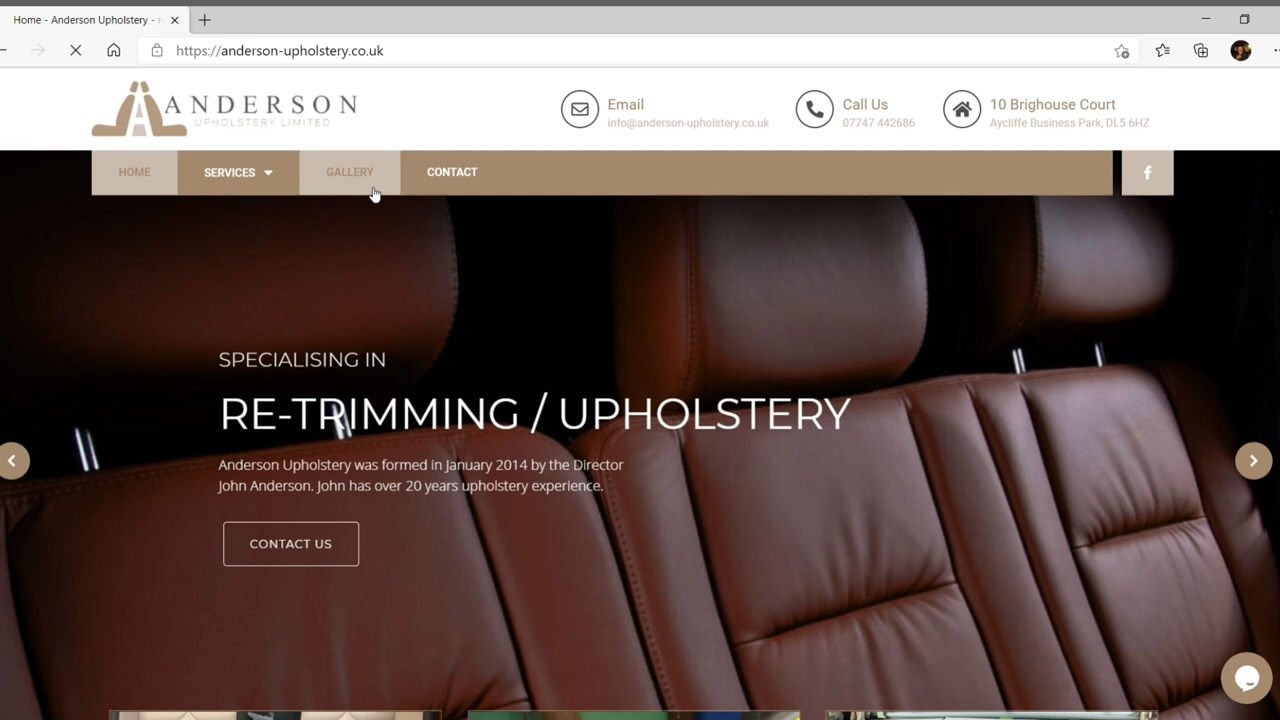 Home - Anderson Upholstery -
https://anderson-upholstery.co.uk
ANDERSON
UPHOLSTERY LIMITED
Email
info@anderson-upholstery.co.uk
Call Us
07747 442686
10 Brighouse Court
Aycliffe Business Park, DL5 6HZ
HOME
SERVICES
GALLERY
CONTACT
SPECIALISING IN
RE-TRIMMING / UPHOLSTERY
Anderson Upholstery was formed in January 2014 by the Director
John Anderson. John has over 20 years upholstery experience.
CONTACT US